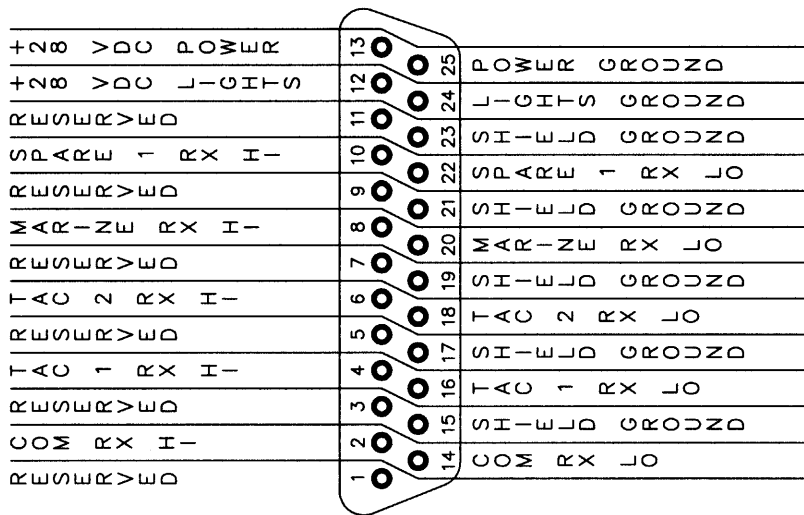 +28 VDC POWER 13
+28 VDC LIGHTS 12
RESERVED 11
SPARE 1 RX HI 10
RESERVED 9
MARINE RX HI 8
RESERVED 7
TAC 2 RX HI 6
RESERVED 5
TAC 1 RX HI 4
RESERVED 3
COM RX HI 2
RESERVED 1
25 POWER GROUND
24 LIGHTS GROUND
23 SHIELD GROUND
22 SPARE 1 RX LO
21 SHIELD GROUND
20 MARINE RX LO
19 SHIELD GROUND
18 TAC 2 RX LO
17 SHIELD GROUND
16 TAC 1 RX LO
15 SHIELD GROUND
14 COM RX LO